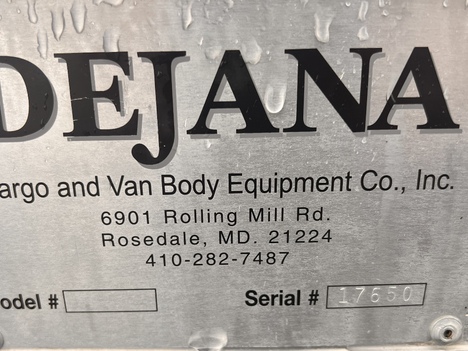 DEJANA
argo and Van Body Equipment Co., Inc.
6901 Rolling Mill Rd.
Rosedale, MD. 21224
410-282-7487
odel #
Serial # 17650